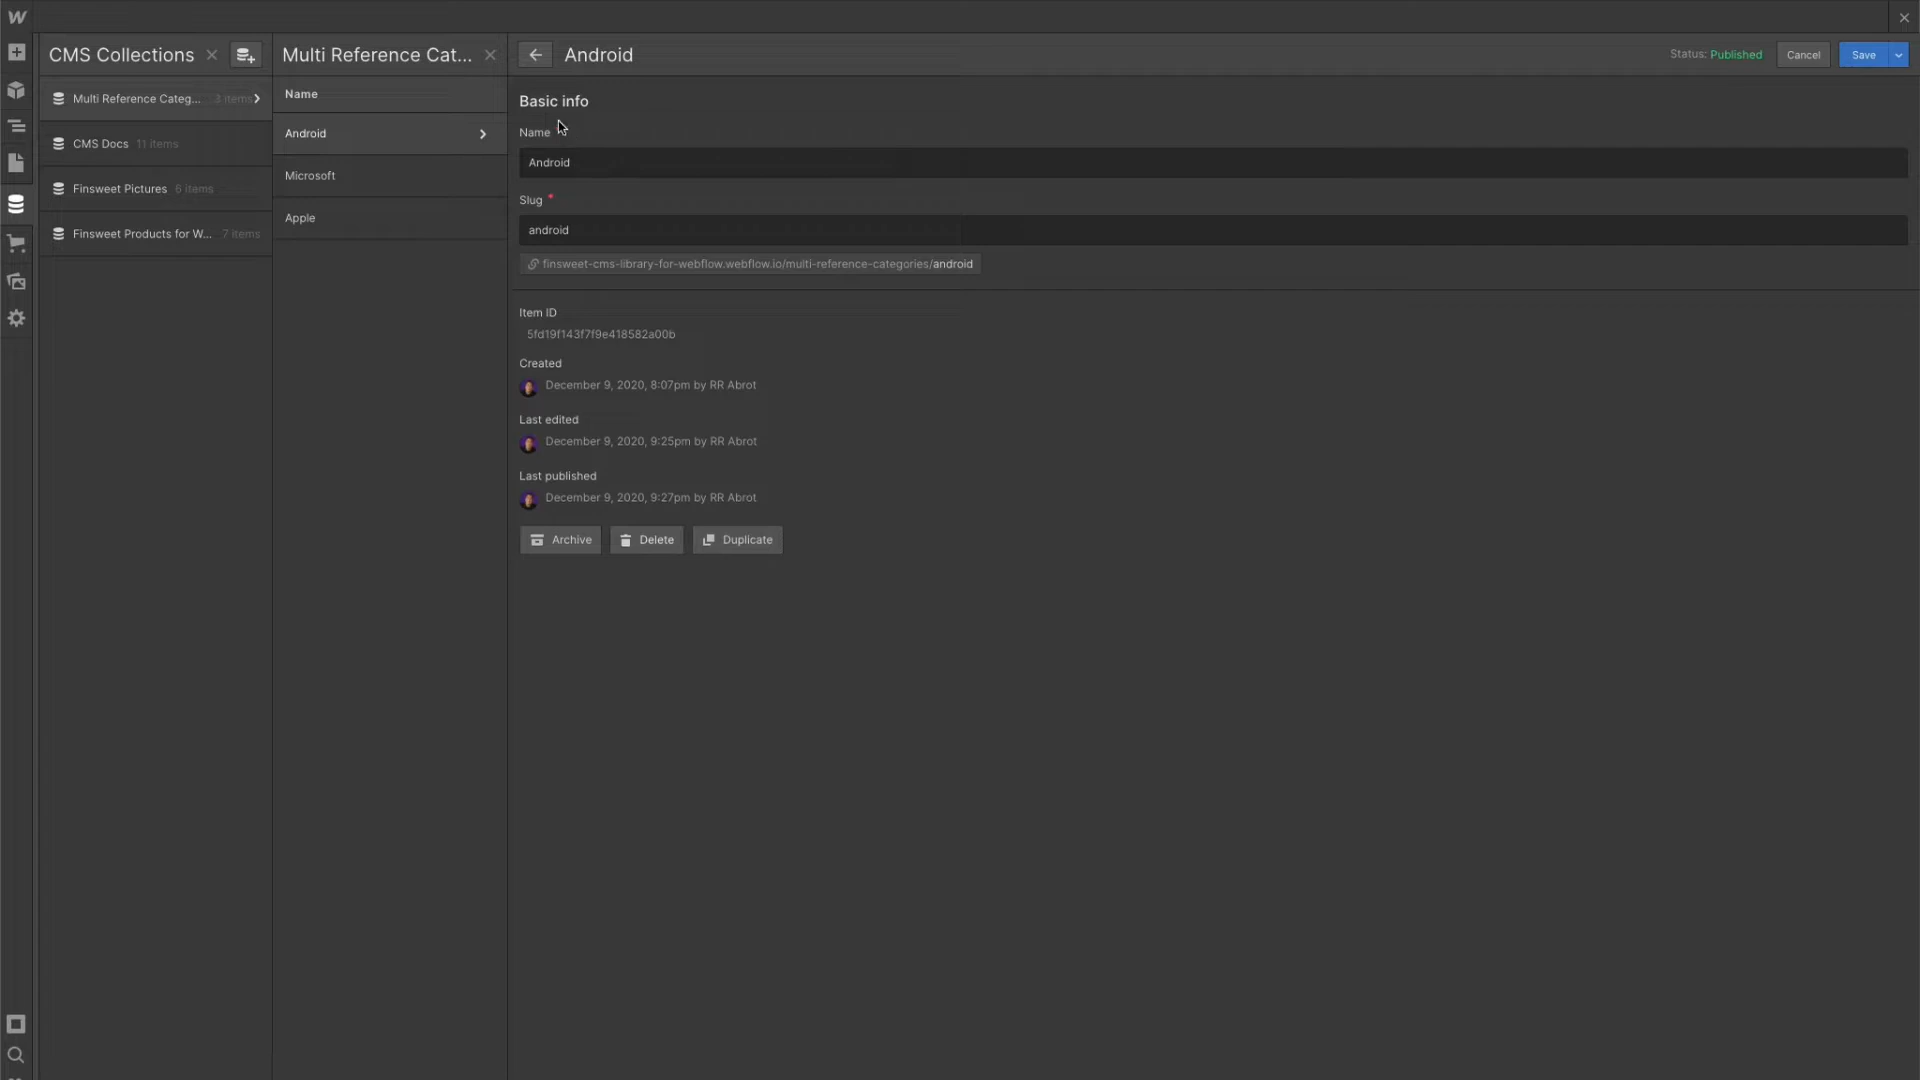 CMS Collections
Multi Reference Categ... 3 items
CMS Docs 11 items
Finsweet Pictures 6 items
Finsweet Products for W... 7 items
Multi Reference Cat...
Name
Android
Microsoft
Apple
Android
Status: Published
Cancel
Save
Basic info
Name
Android
Slug *
android
finsweet-cms-library-for-webflow.webflow.io/multi-reference-categories/android
Item ID
5fd19f143f7f9e418582a00b
Created
December 9, 2020, 8:07pm by RR Abrot
Last edited
December 9, 2020, 9:25pm by RR Abrot
Last published
December 9, 2020, 9:27pm by RR Abrot
Archive Delete Duplicate